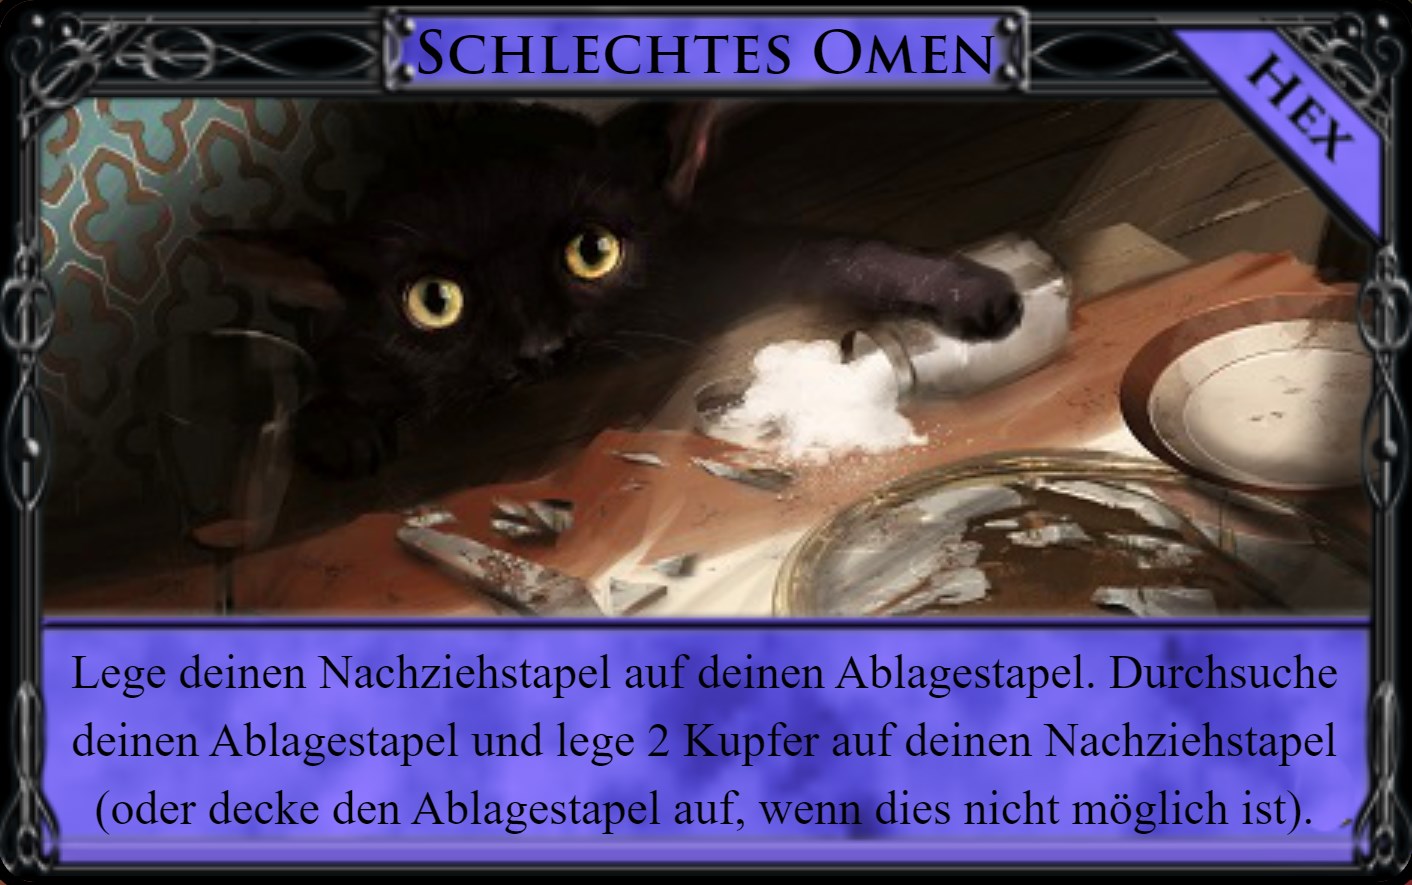 Schlechtes Omen
Hex
Lege deinen Nachziehstapel auf deinen Ablagestapel. Durchsuche
deinen Ablagestapel und lege 2 Kupfer auf deinen Nachziehstapel
(oder decke den Ablagestapel auf, wenn dies nicht möglich ist).